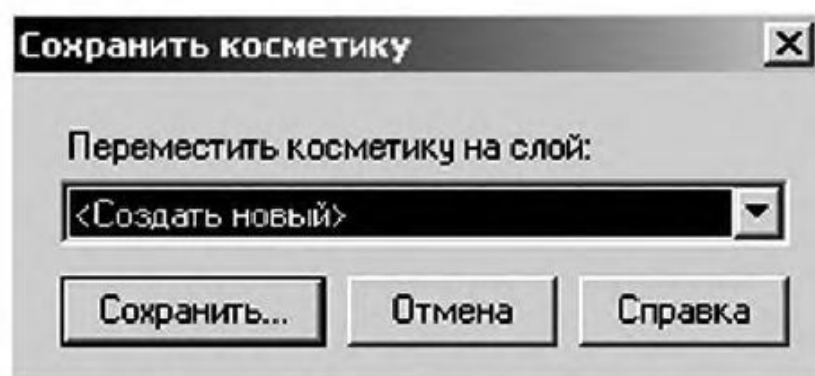 Сохранить косметику
Переместить косметику на слой:
<Создать новый>
Сохранить... Отмена Справка